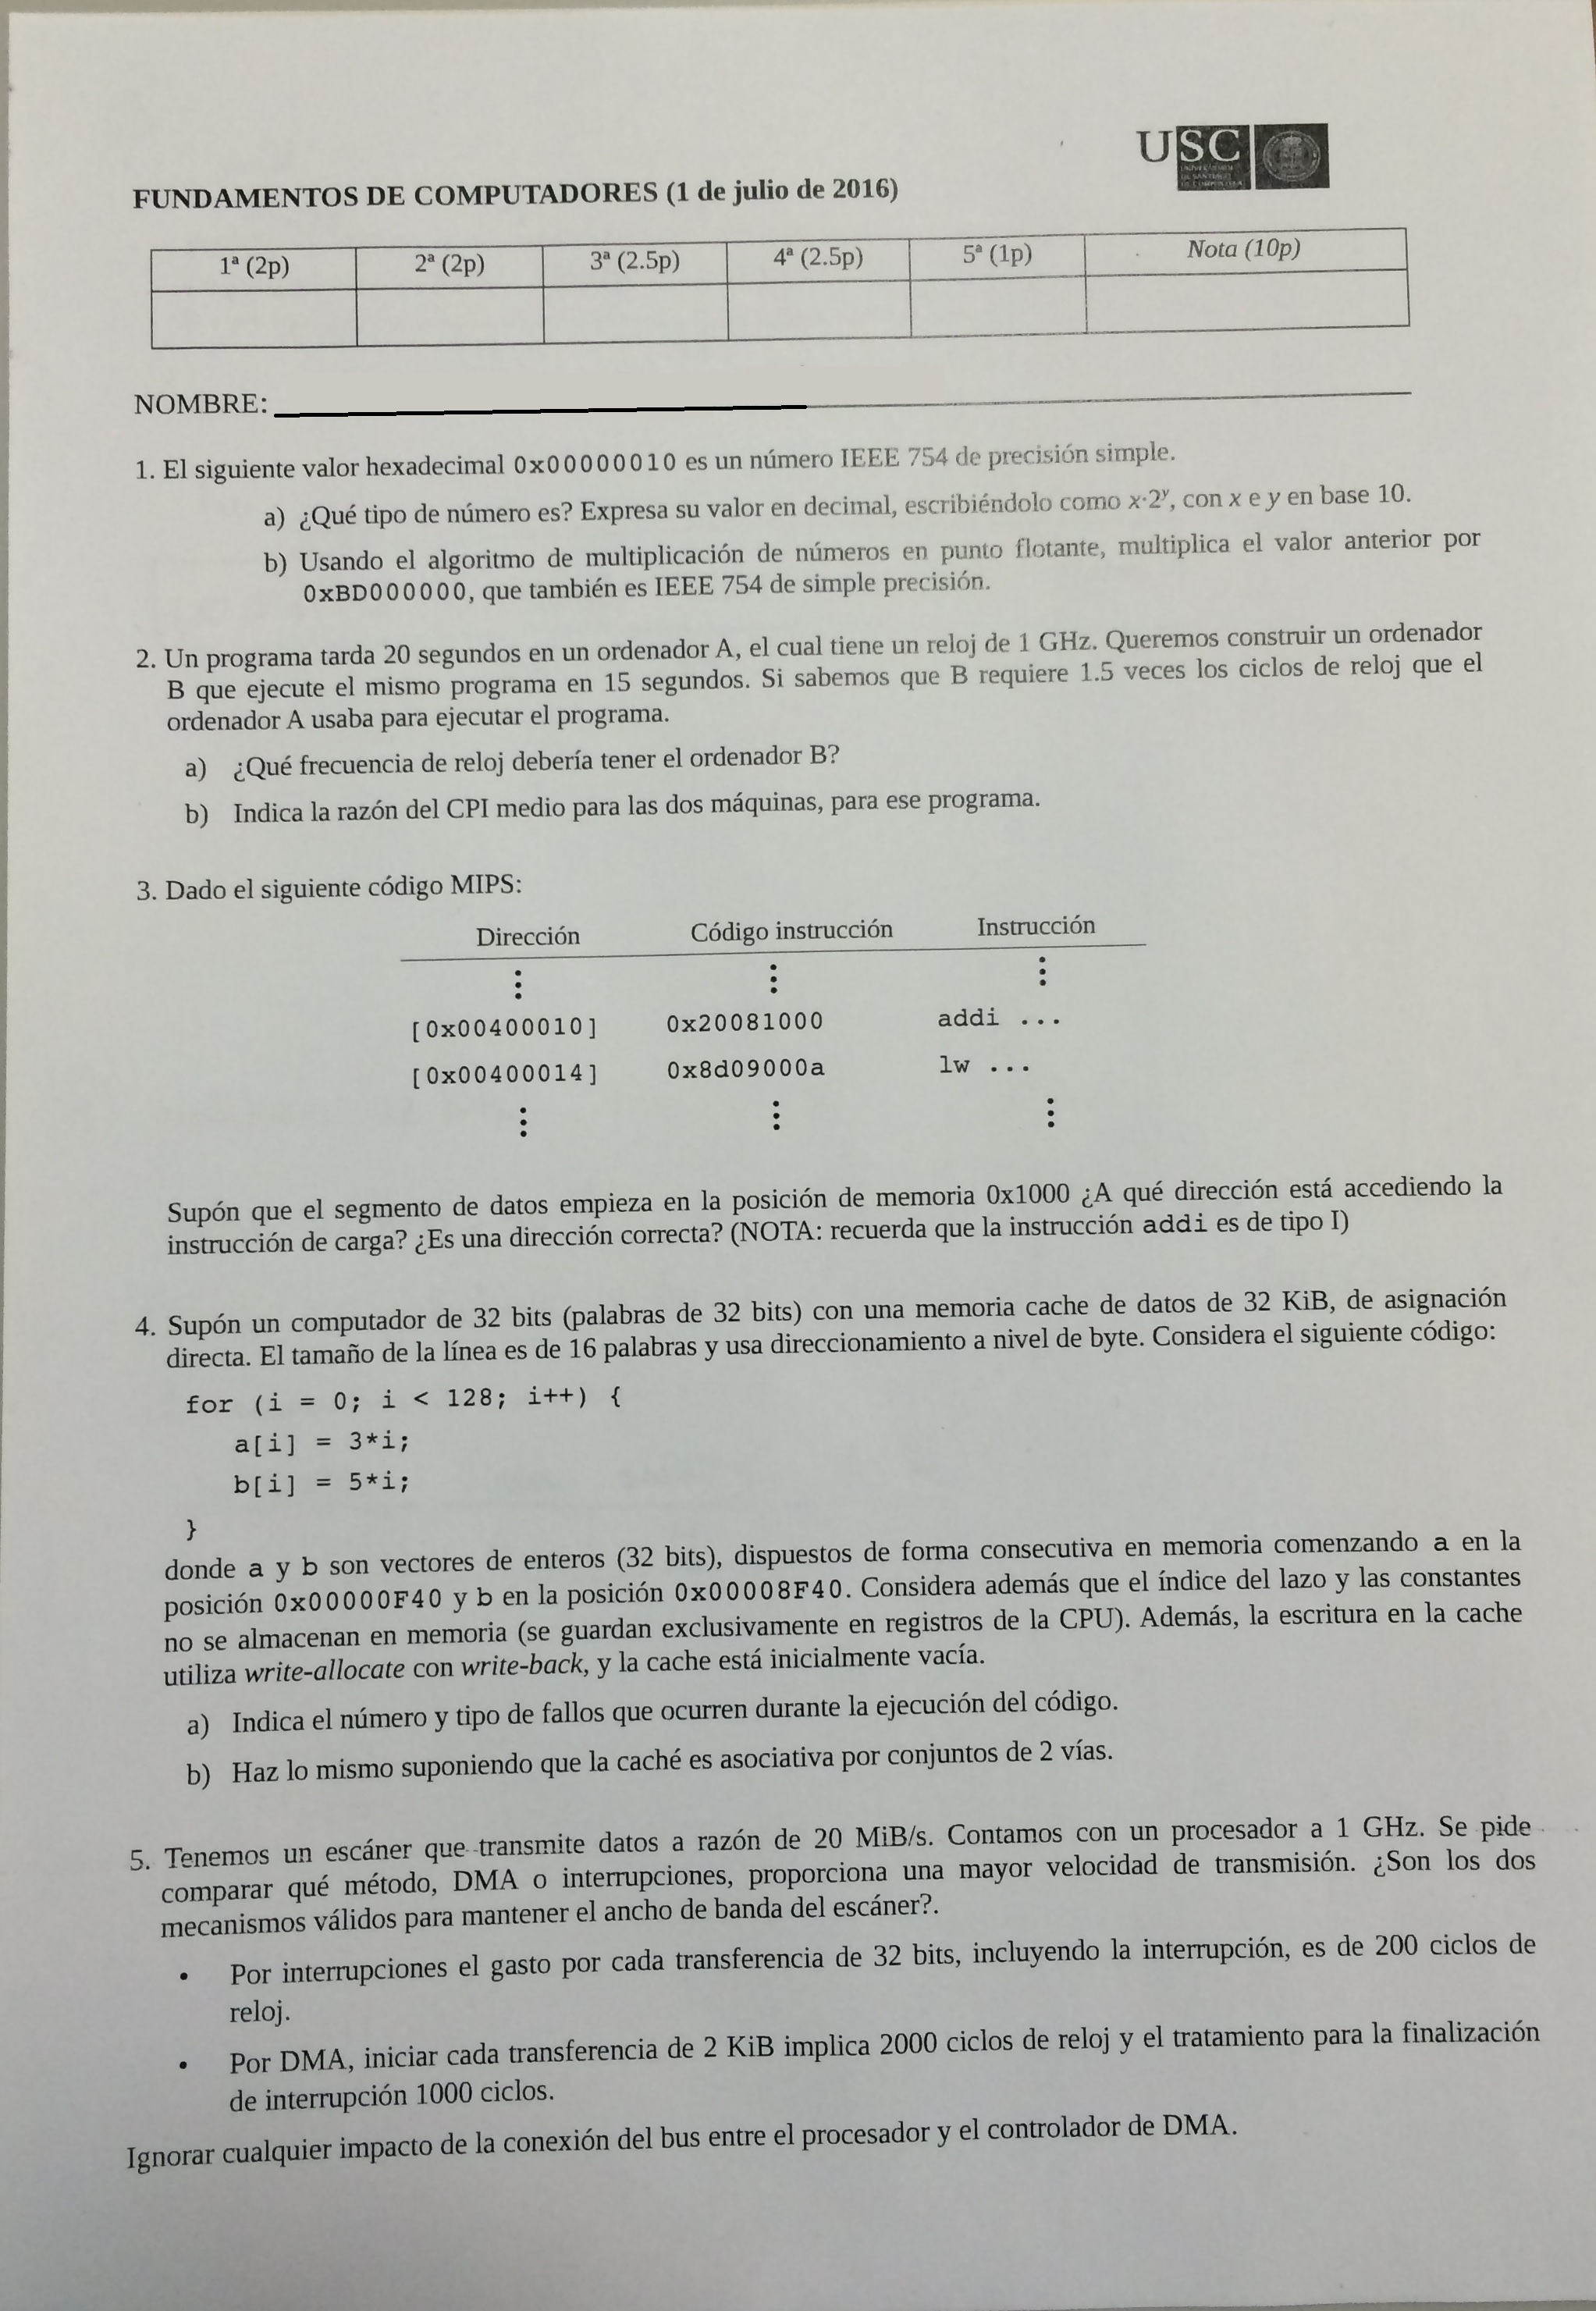 USC
FUNDAMENTOS DE COMPUTADORES (1 de julio de 2016)
1ª (2p) 2ª (2p) 3ª (2.5p) 4ª (2.5p) 5ª (1p) Nota (10p)
NOMBRE:
1. El siguiente valor hexadecimal 0x00000010 es un número IEEE 754 de precisión simple.
a) ¿Qué tipo de número es? Expresa su valor en decimal, escribiéndolo como x·2ʸ, con x e y en base 10.
b) Usando el algoritmo de multiplicación de números en punto flotante, multiplica el valor anterior por
0xBD000000, que también es IEEE 754 de simple precisión.
2. Un programa tarda 20 segundos en un ordenador A, el cual tiene un reloj de 1 GHz. Queremos construir un ordenador
B que ejecute el mismo programa en 15 segundos. Si sabemos que B requiere 1.5 veces los ciclos de reloj que el
ordenador A usaba para ejecutar el programa.
a) ¿Qué frecuencia de reloj debería tener el ordenador B?
b) Indica la razón del CPI medio para las dos máquinas, para ese programa.
3. Dado el siguiente código MIPS:
Dirección Código instrucción Instrucción
⋮ ⋮ ⋮
[0x00400010] 0x20081000 addi ...
[0x00400014] 0x8d09000a lw ...
⋮ ⋮ ⋮
Supón que el segmento de datos empieza en la posición de memoria 0x1000 ¿A qué dirección está accediendo la
instrucción de carga? ¿Es una dirección correcta? (NOTA: recuerda que la instrucción addi es de tipo I)
4. Supón un computador de 32 bits (palabras de 32 bits) con una memoria cache de datos de 32 KiB, de asignación
directa. El tamaño de la línea es de 16 palabras y usa direccionamiento a nivel de byte. Considera el siguiente código:
for (i = 0; i < 128; i++) {
a[i] = 3*i;
b[i] = 5*i;
}
donde a y b son vectores de enteros (32 bits), dispuestos de forma consecutiva en memoria comenzando a en la
posición 0x00000F40 y b en la posición 0x00008F40. Considera además que el índice del lazo y las constantes
no se almacenan en memoria (se guardan exclusivamente en registros de la CPU). Además, la escritura en la cache
utiliza write-allocate con write-back, y la cache está inicialmente vacía.
a) Indica el número y tipo de fallos que ocurren durante la ejecución del código.
b) Haz lo mismo suponiendo que la caché es asociativa por conjuntos de 2 vías.
5. Tenemos un escáner que transmite datos a razón de 20 MiB/s. Contamos con un procesador a 1 GHz. Se pide
comparar qué método, DMA o interrupciones, proporciona una mayor velocidad de transmisión. ¿Son los dos
mecanismos válidos para mantener el ancho de banda del escáner?.
• Por interrupciones el gasto por cada transferencia de 32 bits, incluyendo la interrupción, es de 200 ciclos de
reloj.
• Por DMA, iniciar cada transferencia de 2 KiB implica 2000 ciclos de reloj y el tratamiento para la finalización
de interrupción 1000 ciclos.
Ignorar cualquier impacto de la conexión del bus entre el procesador y el controlador de DMA.